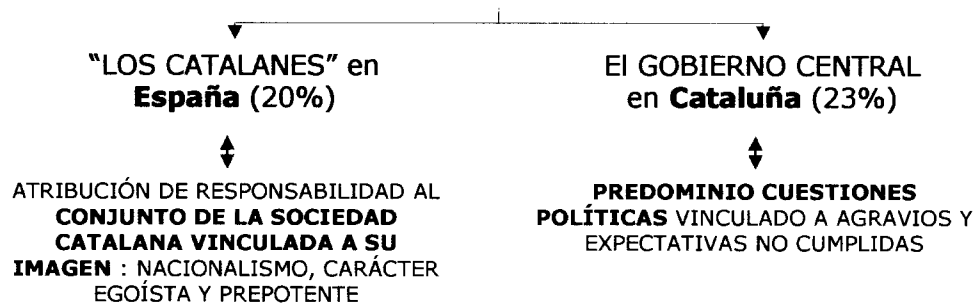 "LOS CATALANES" en
España (20%)
ATRIBUCIÓN DE RESPONSABILIDAD AL
CONJUNTO DE LA SOCIEDAD
CATALANA VINCULADA A SU
IMAGEN : NACIONALISMO, CARÁCTER
EGOÍSTA Y PREPOTENTE
El GOBIERNO CENTRAL
en Cataluña (23%)
PREDOMINIO CUESTIONES
POLÍTICAS VINCULADO A AGRAVIOS Y
EXPECTATIVAS NO CUMPLIDAS